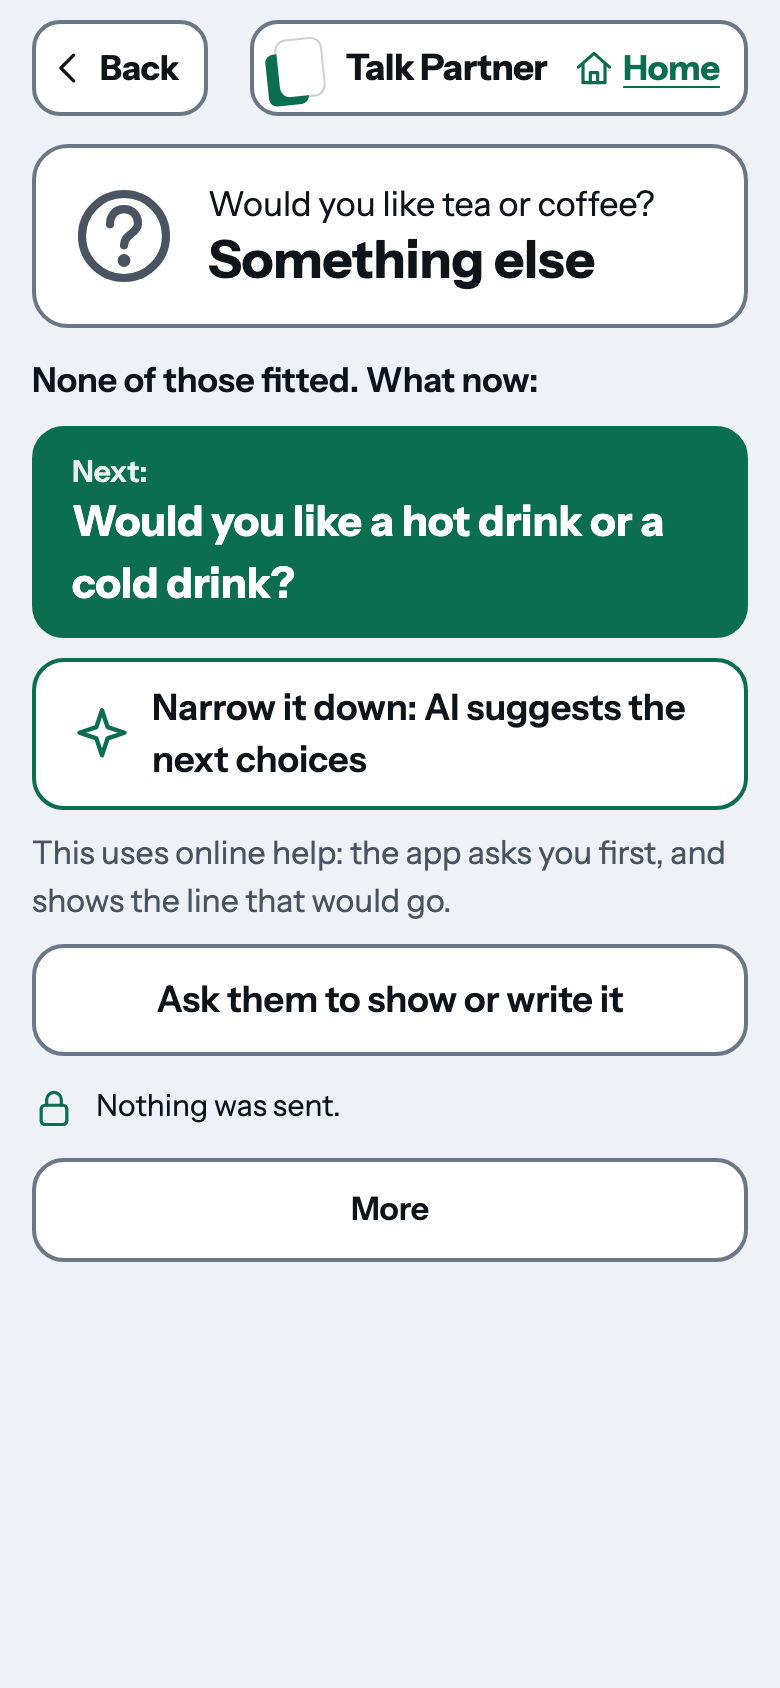 Back
Talk Partner
Home
Would you like tea or coffee?
Something else
None of those fitted. What now:
Next:
Would you like a hot drink or a
cold drink?
Narrow it down: AI suggests the
next choices
This uses online help: the app asks you first, and
shows the line that would go.
Ask them to show or write it
Nothing was sent.
More